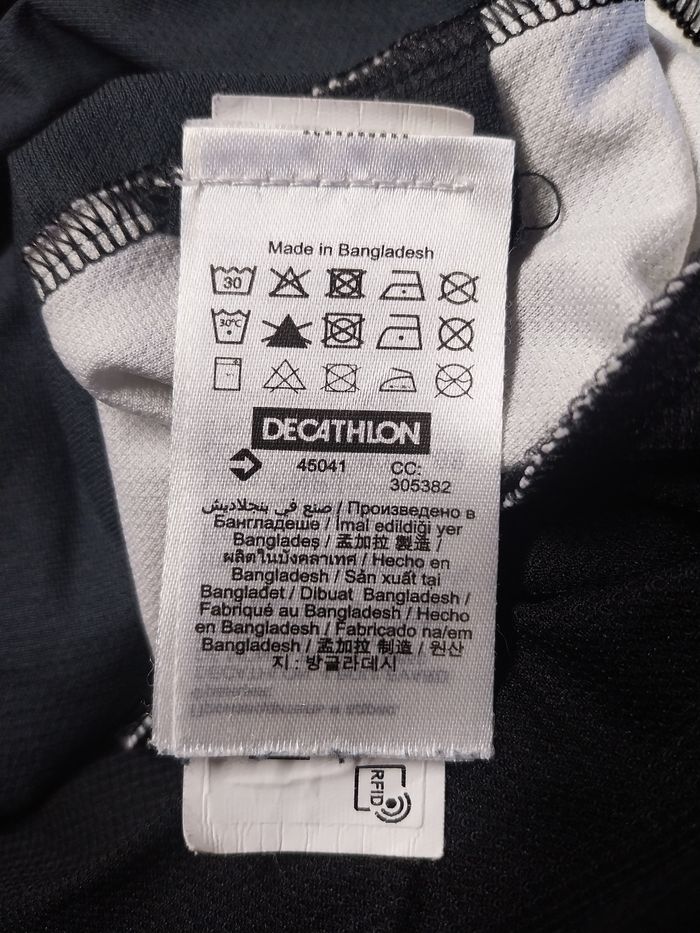 Made in Bangladesh
30
30°C
DECATHLON
45041 CC:
305382
صنع في بنجلاديش / Произведено в
Бангладеше / İmal edildiği yer
Bangladeş / 孟加拉 製造 /
ผลิตในบังคลาเทศ / Hecho en
Bangladesh / Sản xuất tại
Banglađet / Dibuat Bangladesh /
Fabriqué au Bangladesh / Hecho
en Bangladesh / Fabricado na/em
Bangladesh / 孟加拉 制造 / 원산
지 : 방글라데시
RFID